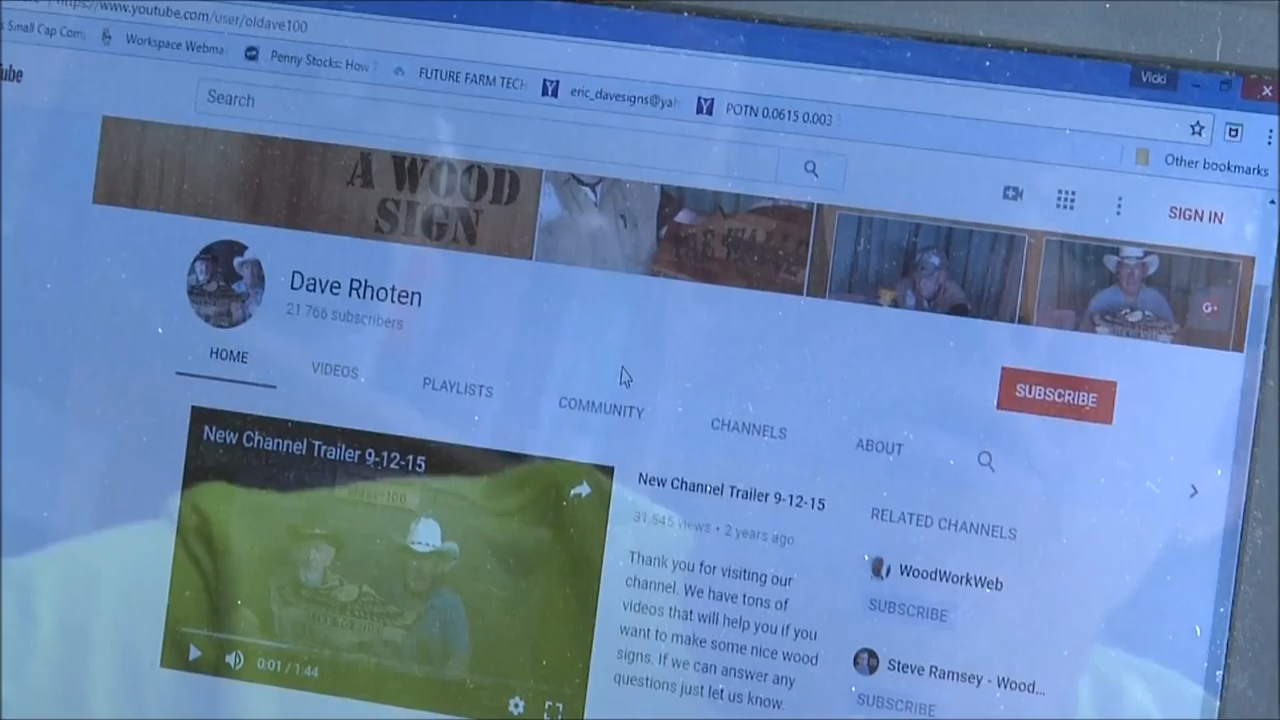 https://www.youtube.com/user/oldave100
Small Cap Com
Workspace Webma
Penny Stocks: How
FUTURE FARM TECH
eric_davesigns@yah
POTN 0.0615 0.003
Vicki
Other bookmarks
Tube
Search
SIGN IN
A WOOD
SIGN
G+
Dave Rhoten
21,766 subscribers
HOME
VIDEOS
PLAYLISTS
COMMUNITY
CHANNELS
ABOUT
SUBSCRIBE
New Channel Trailer 9-12-15
0:01 / 1:44
New Channel Trailer 9-12-15
31,545 views • 2 years ago
Thank you for visiting our
channel. We have tons of
videos that will help you if you
want to make some nice wood
signs. If we can answer any
questions just let us know.
RELATED CHANNELS
WoodWorkWeb
SUBSCRIBE
Steve Ramsey - Wood...
SUBSCRIBE